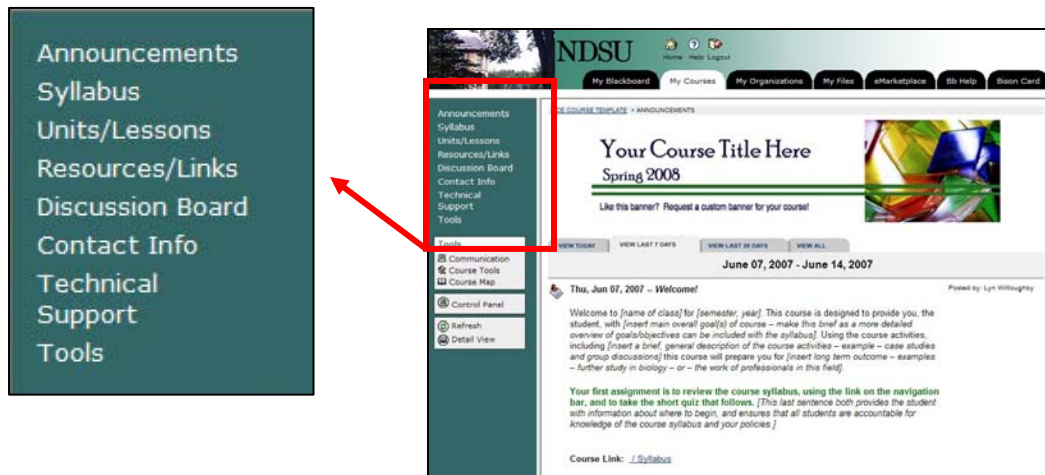 Announcements
Syllabus
Units/Lessons
Resources/Links
Discussion Board
Contact Info
Technical
Support
Tools
NDSU
Home Help Logout
My Blackboard My Courses My Organizations My Files eMarketplace Bb Help Bison Card
COURSE TEMPLATE > ANNOUNCEMENTS
Announcements
Syllabus
Units/Lessons
Resources/Links
Discussion Board
Contact Info
Technical
Support
Tools
Tools
Communication
Course Tools
Course Map
Control Panel
Refresh
Detail View
Your Course Title Here
Spring 2008
Like this banner? Request a custom banner for your course!
VIEW TODAY VIEW LAST 7 DAYS VIEW LAST 30 DAYS VIEW ALL
June 07, 2007 - June 14, 2007
Thu, Jun 07, 2007 -- Welcome! Posted by: Lyn Willoughby
Welcome to [name of class] for [semester, year]. This course is designed to provide you, the
student, with [insert main overall goal(s) of course – make this brief as a more detailed
overview of goals/objectives can be included with the syllabus]. Using the course activities,
including [insert a brief, general description of the course activities – example – case studies
and group discussions] this course will prepare you for [insert long term outcome – examples
– further study in biology – or – the work of professionals in this field].
Your first assignment is to review the course syllabus, using the link on the navigation
bar, and to take the short quiz that follows. [This last sentence both provides the student
with information about where to begin, and ensures that all students are accountable for
knowledge of the course syllabus and your policies.]
Course Link: / Syllabus